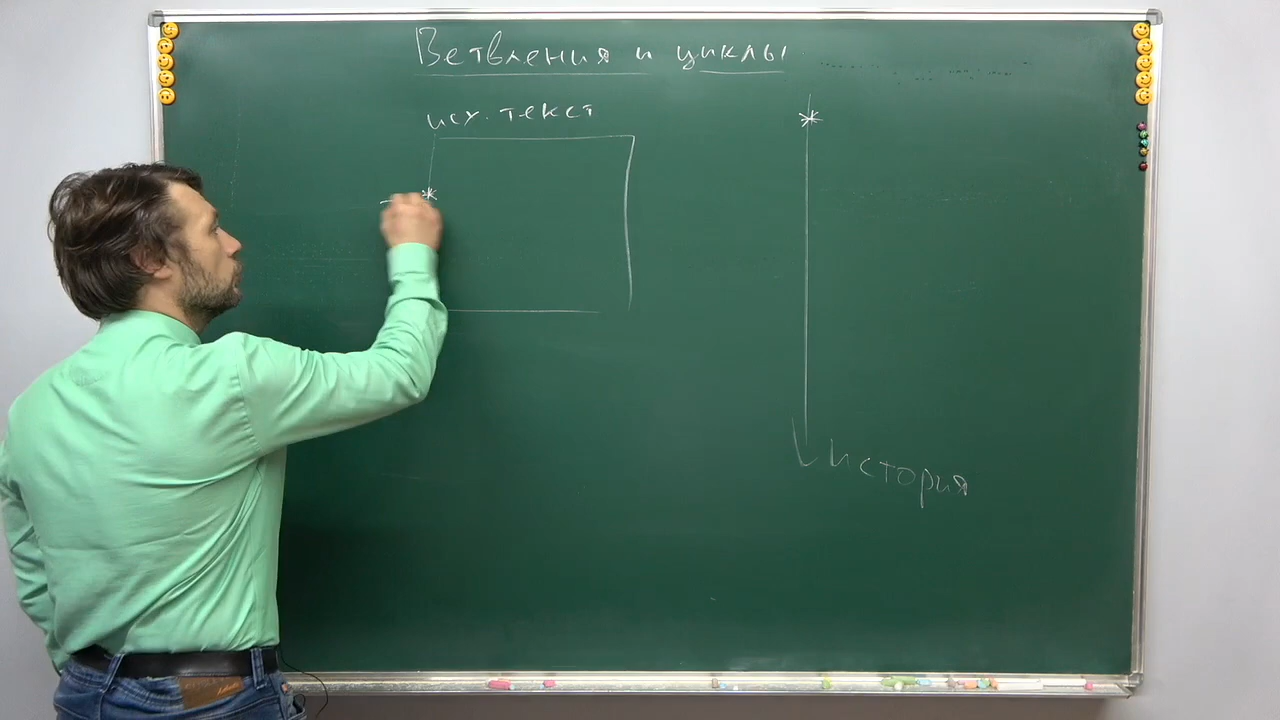 Ветвления и циклы
исх. текст
История